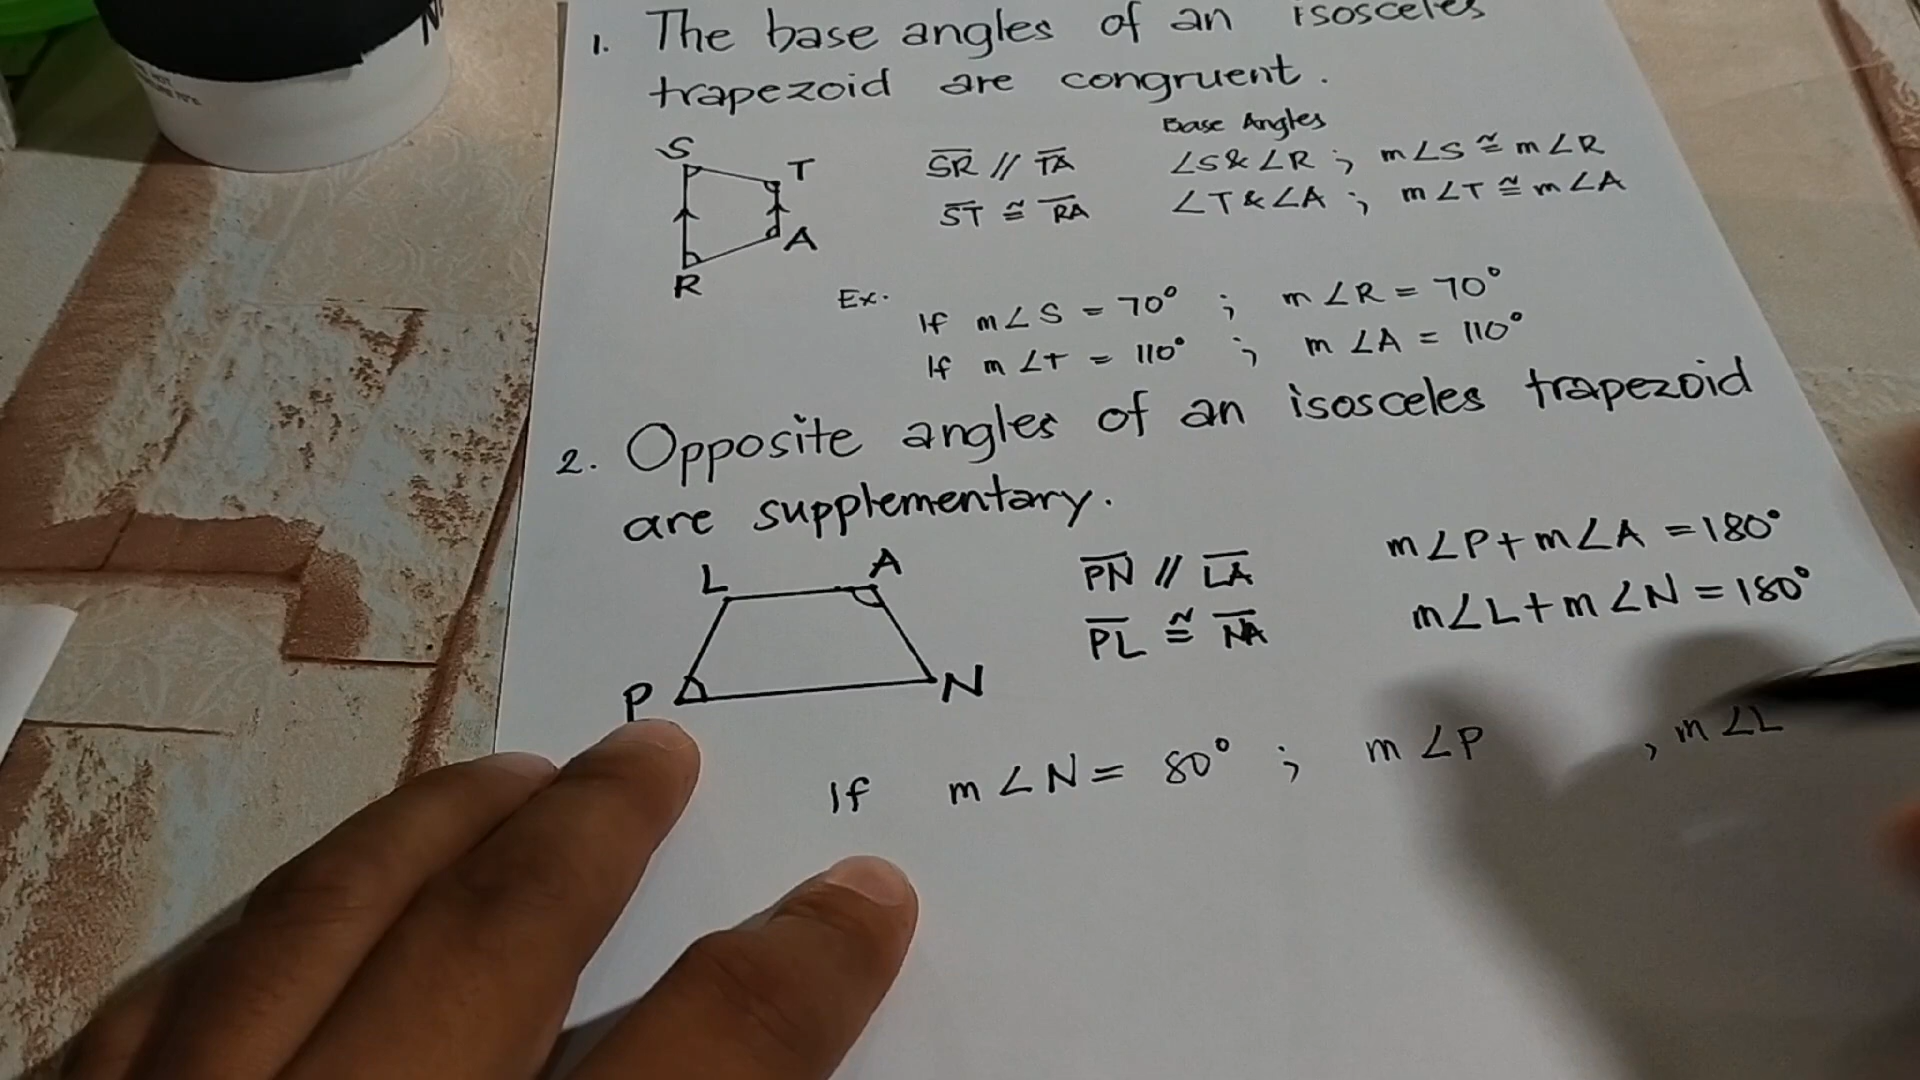 1. The base angles of an isosceles
trapezoid are congruent.
Base Angles
S
T
A
R
SR // TA
∠S & ∠R ; m∠S ≅ m∠R
ST ≅ RA
∠T & ∠A ; m∠T ≅ m∠A
Ex.
If m∠S = 70° ; m∠R = 70°
If m∠T = 110° ; m∠A = 110°
2. Opposite angles of an isosceles trapezoid
are supplementary.
L
A
P
N
PN // LA
m∠P + m∠A = 180°
PL ≅ NA
m∠L + m∠N = 180°
If m∠N = 80° ; m∠P , m∠L